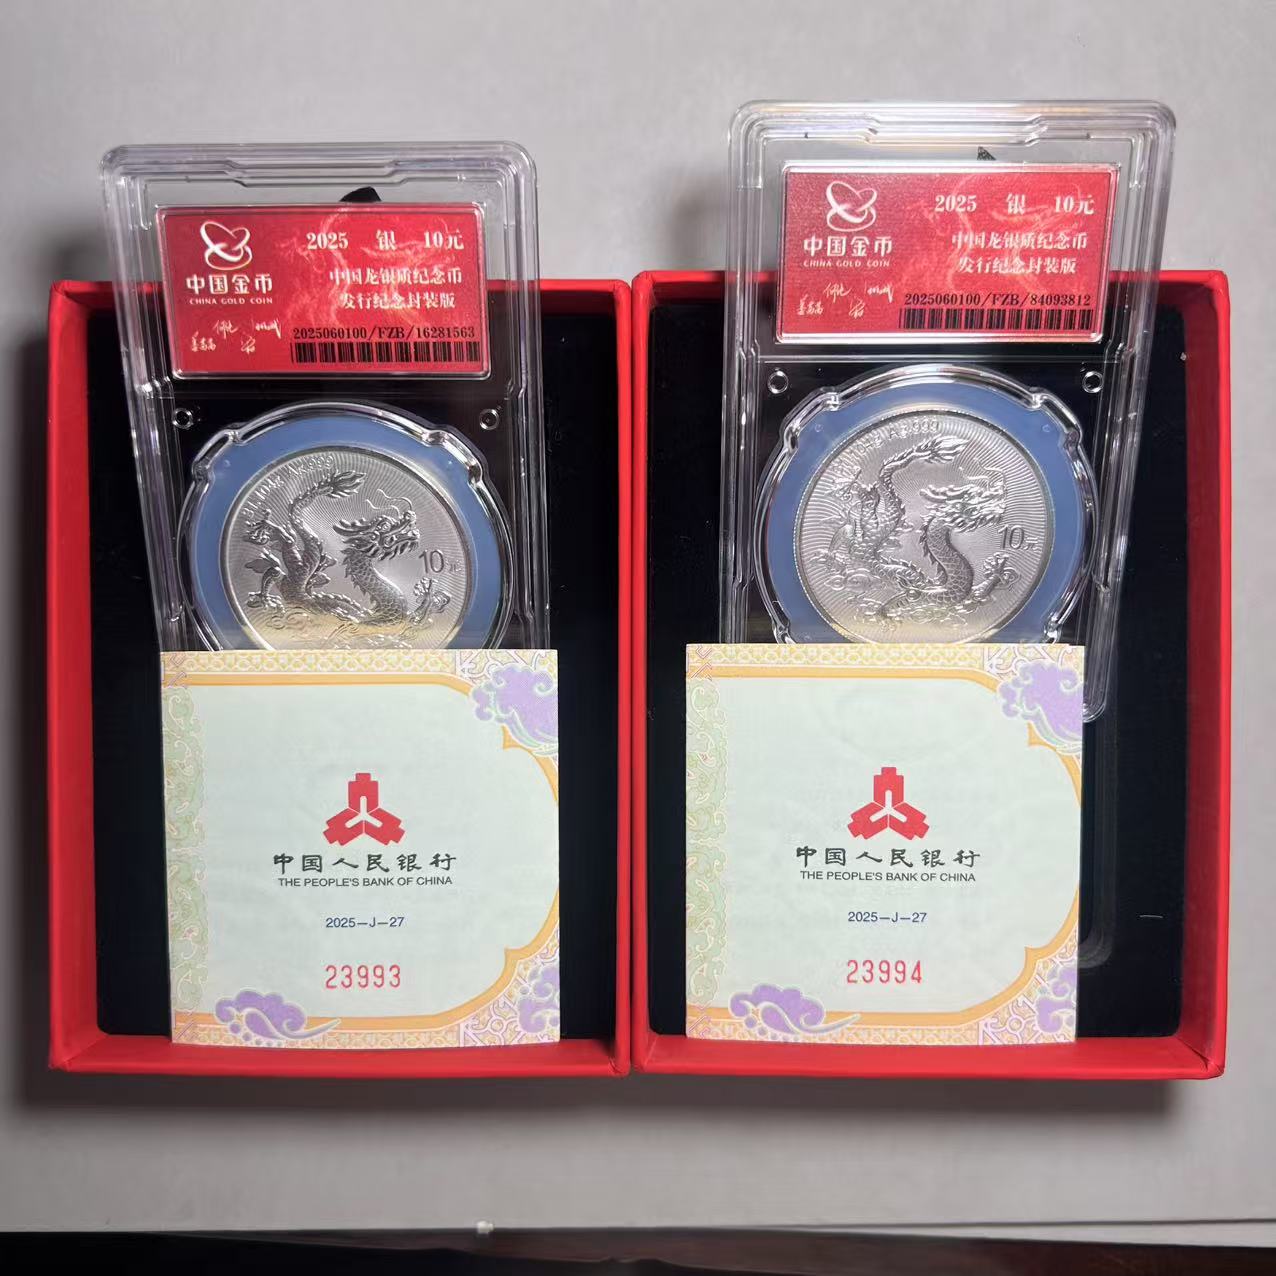 中国金币
CHINA GOLD COIN
2025 银 10元
中国龙银质纪念币
发行纪念封装版
2025060100/FZB/16281563
10元
中国人民银行
THE PEOPLE'S BANK OF CHINA
2025—J—27
23993
中国金币
CHINA GOLD COIN
2025 银 10元
中国龙银质纪念币
发行纪念封装版
2025060100/FZB/84093812
10元
中国人民银行
THE PEOPLE'S BANK OF CHINA
2025—J—27
23994